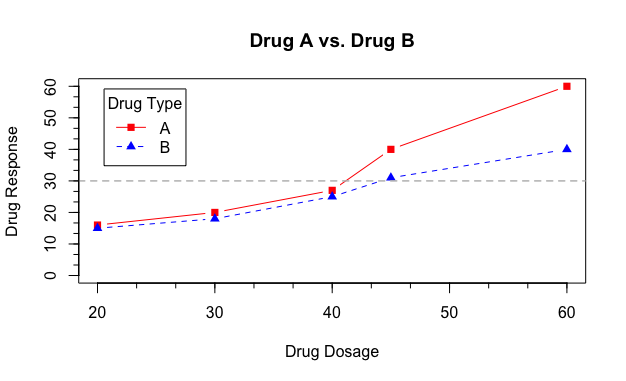 Drug A vs. Drug B
Drug Type
A
B
Drug Response
0 10 20 30 40 50 60
20 30 40 50 60
Drug Dosage